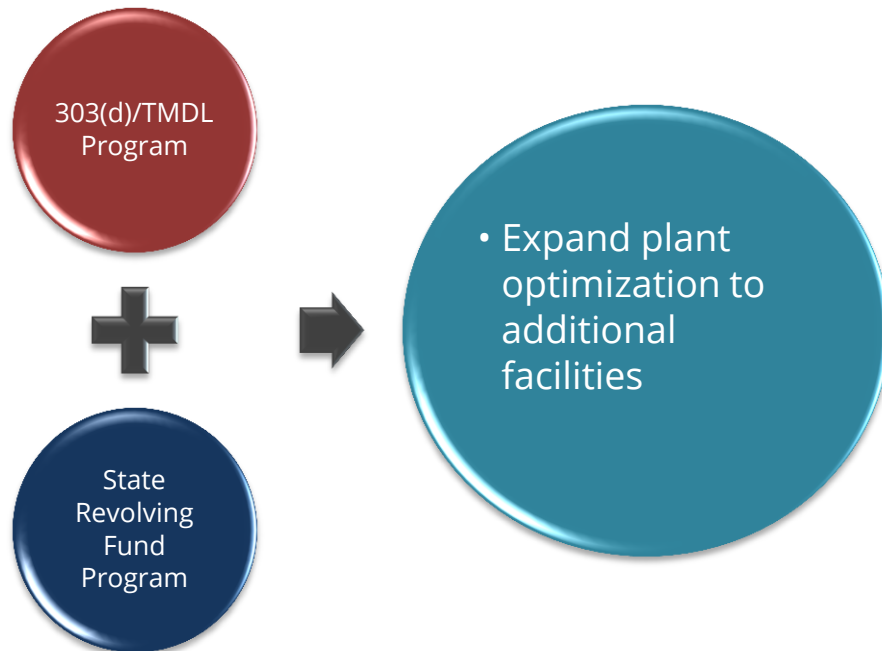 303(d)/TMDL
Program
State
Revolving
Fund
Program
• Expand plant
optimization to
additional
facilities